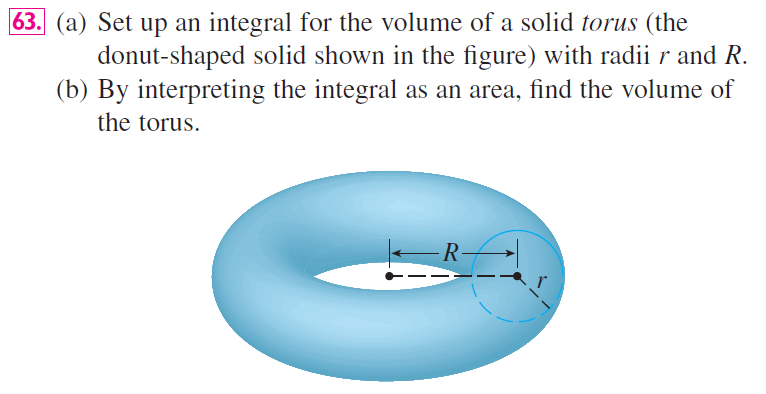 63. (a) Set up an integral for the volume of a solid torus (the
donut-shaped solid shown in the figure) with radii r and R.
(b) By interpreting the integral as an area, find the volume of
the torus.
R
r